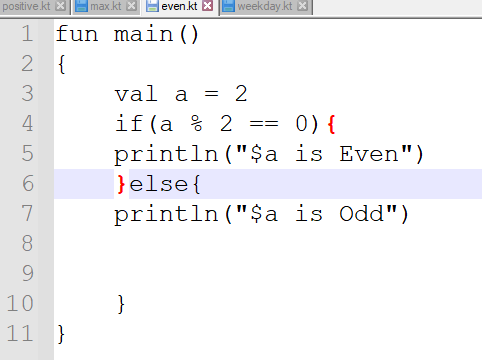 positive.kt max.kt even.kt weekday.kt
1 fun main()
2 {
3 val a = 2
4 if(a % 2 == 0){
5 println("$a is Even")
6 }else{
7 println("$a is Odd")
8
9
10 }
11 }